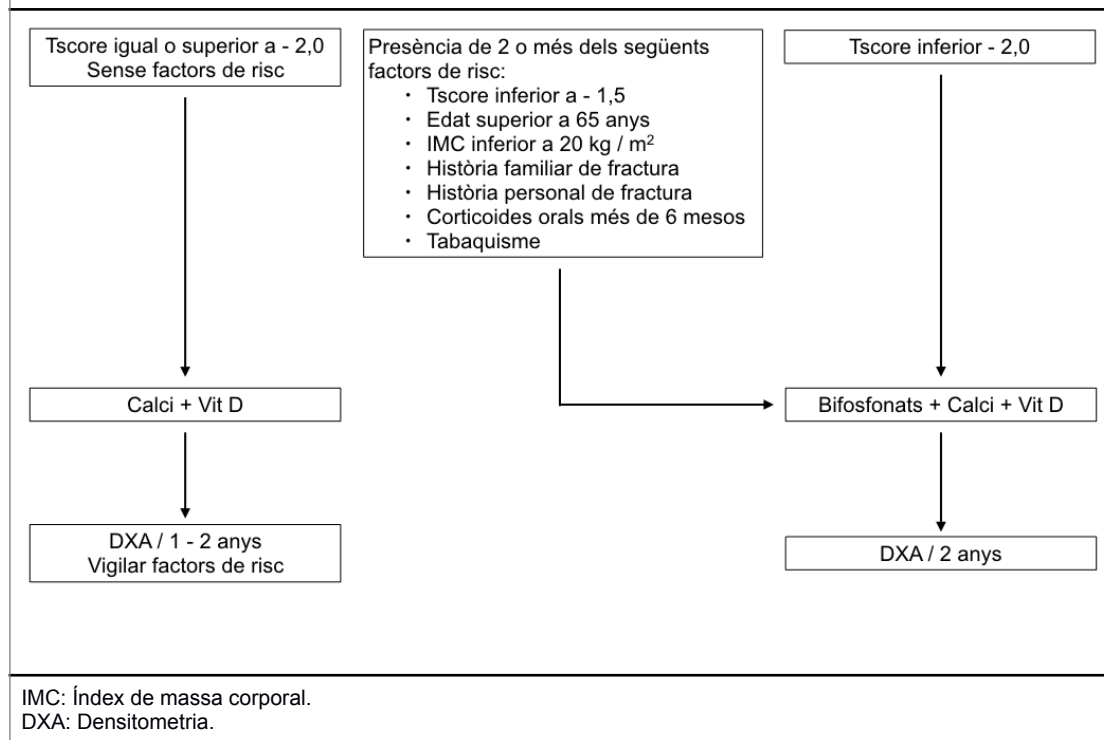 Tscore igual o superior a - 2,0
Sense factors de risc
Presència de 2 o més dels següents
factors de risc:
· Tscore inferior a - 1,5
· Edat superior a 65 anys
· IMC inferior a 20 kg / m²
· Història familiar de fractura
· Història personal de fractura
· Corticoides orals més de 6 mesos
· Tabaquisme
Tscore inferior - 2,0
Calci + Vit D
Bifosfonats + Calci + Vit D
DXA / 1 - 2 anys
Vigilar factors de risc
DXA / 2 anys
IMC: Índex de massa corporal.
DXA: Densitometria.